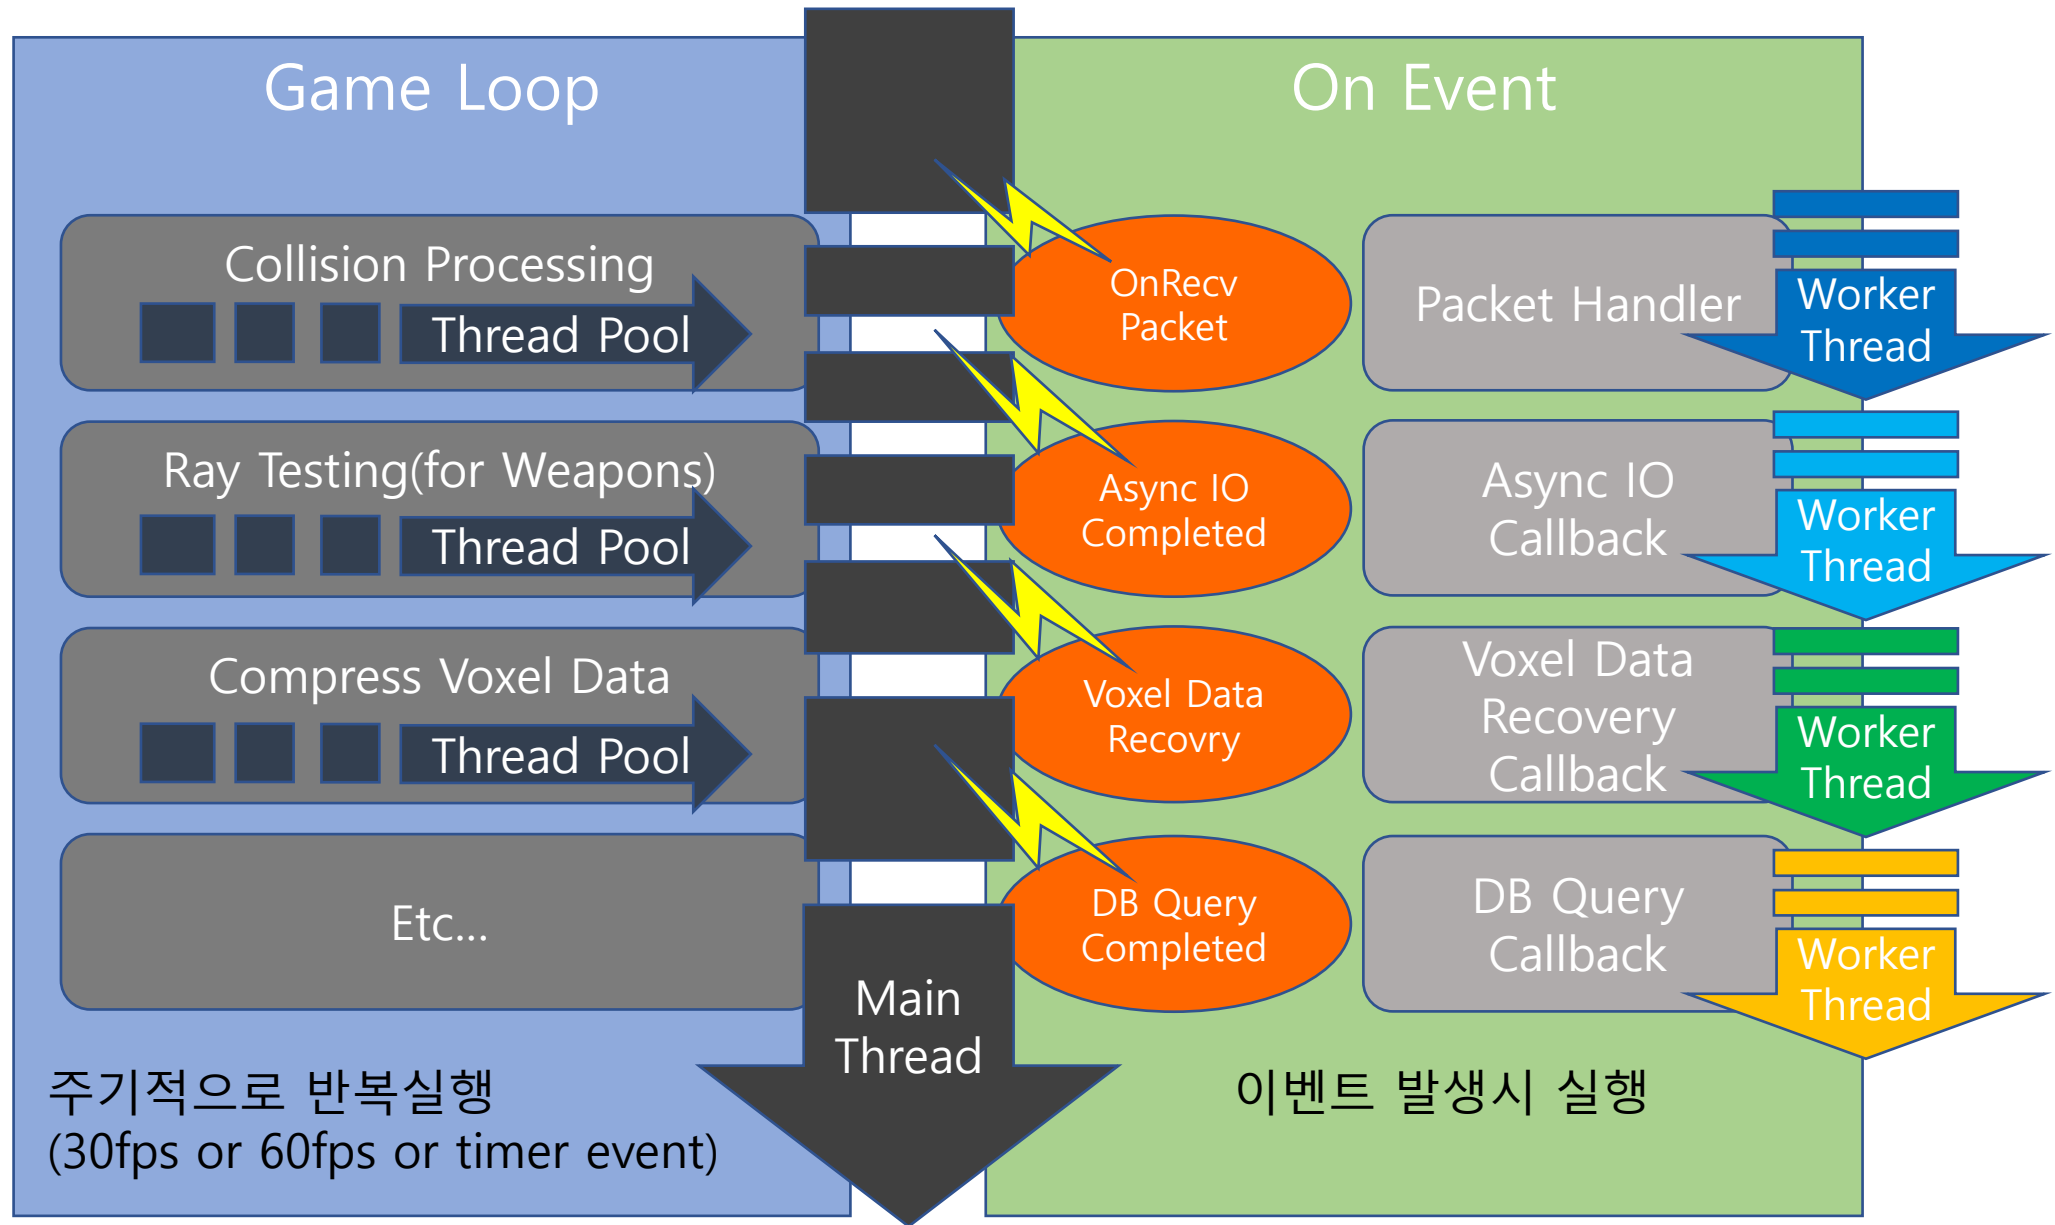 Game Loop
On Event
Collision Processing
Thread Pool
OnRecv
Packet
Packet Handler
Worker
Thread
Ray Testing(for Weapons)
Thread Pool
Async IO
Completed
Async IO
Callback
Worker
Thread
Compress Voxel Data
Thread Pool
Voxel Data
Recovry
Voxel Data
Recovery
Callback
Worker
Thread
Etc...
DB Query
Completed
DB Query
Callback
Worker
Thread
Main
Thread
주기적으로 반복실행
(30fps or 60fps or timer event)
이벤트 발생시 실행